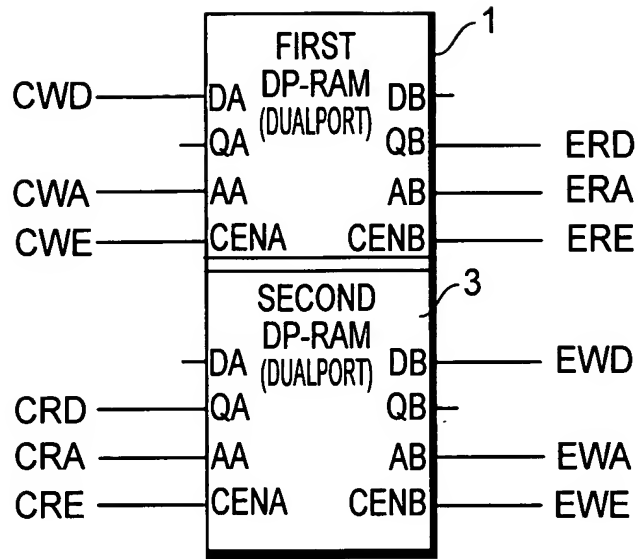 1
FIRST
DP-RAM
(DUALPORT)
CWD DA DB
QA QB ERD
CWA AA AB ERA
CWE CENA CENB ERE
3
SECOND
DP-RAM
(DUALPORT)
DA DB EWD
CRD QA QB
CRA AA AB EWA
CRE CENA CENB EWE